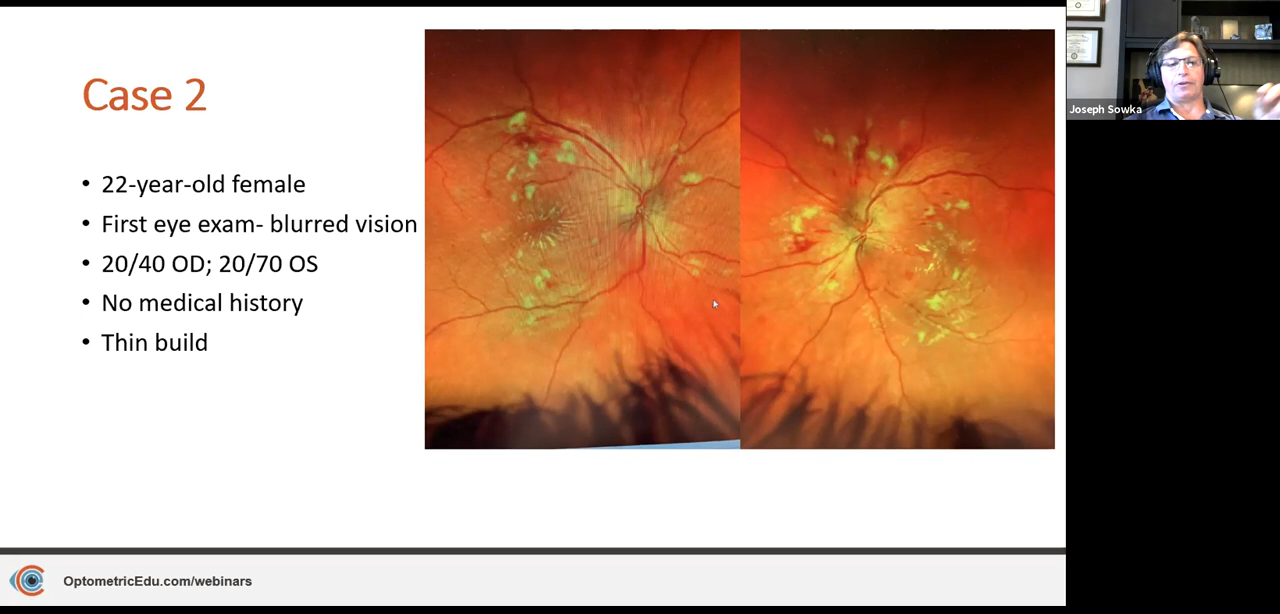 Case 2
• 22-year-old female
• First eye exam- blurred vision
• 20/40 OD; 20/70 OS
• No medical history
• Thin build
Joseph Sowka
OptometricEdu.com/webinars